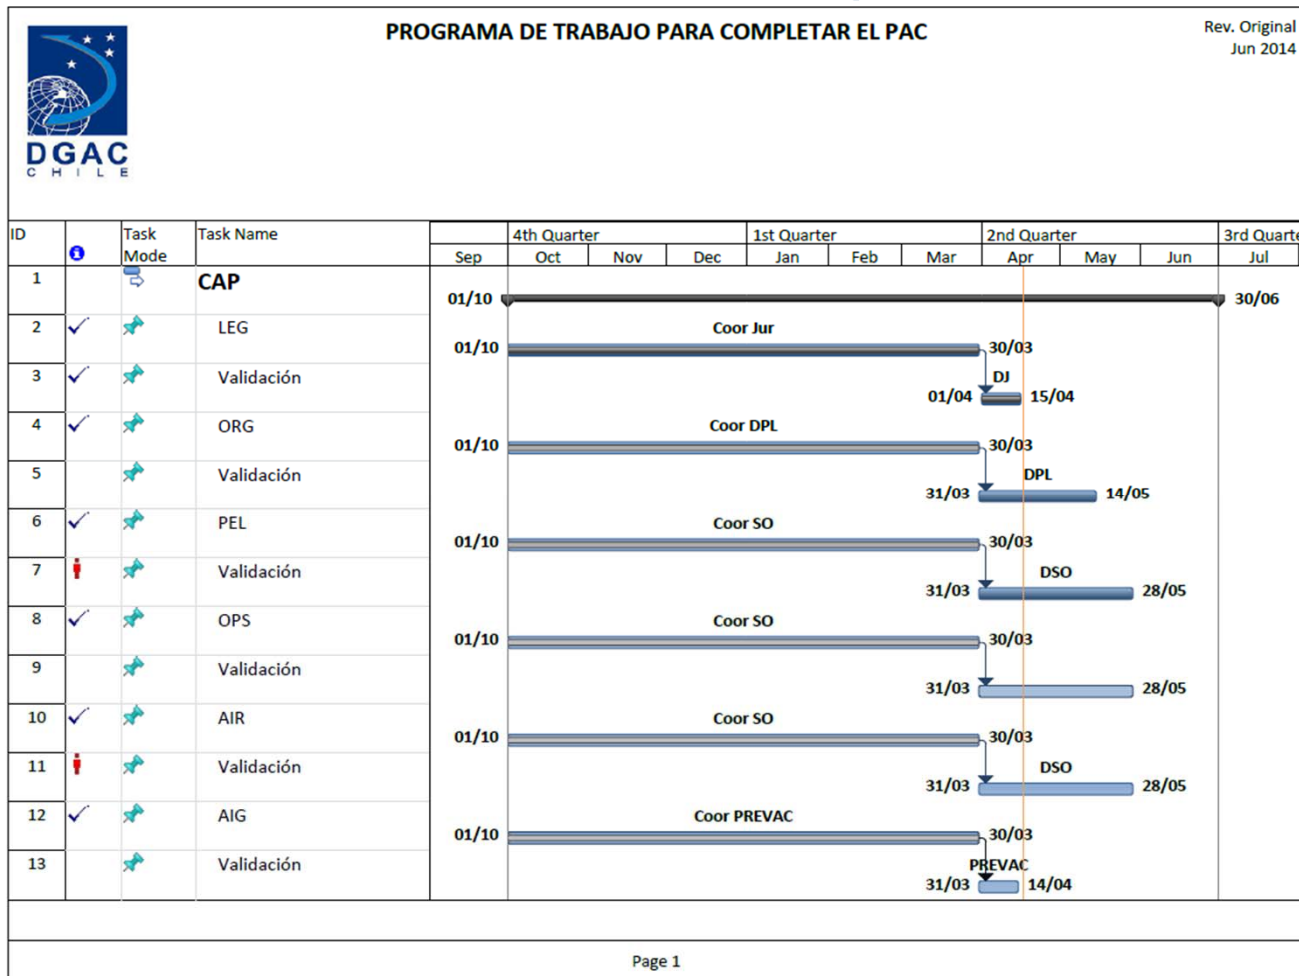 PROGRAMA DE TRABAJO PARA COMPLETAR EL PAC
Rev. Original
Jun 2014
DGAC
CHILE
ID Task Mode Task Name 4th Quarter 1st Quarter 2nd Quarter 3rd Quarte
Sep Oct Nov Dec Jan Feb Mar Apr May Jun Jul
1 CAP
01/10 30/06
2 LEG Coor Jur
01/10 30/03
3 Validación DJ
01/04 15/04
4 ORG Coor DPL
01/10 30/03
5 Validación DPL
31/03 14/05
6 PEL Coor SO
01/10 30/03
7 Validación DSO
31/03 28/05
8 OPS Coor SO
01/10 30/03
9 Validación
31/03 28/05
10 AIR Coor SO
01/10 30/03
11 Validación DSO
31/03 28/05
12 AIG Coor PREVAC
01/10 30/03
13 Validación PREVAC
31/03 14/04
Page 1